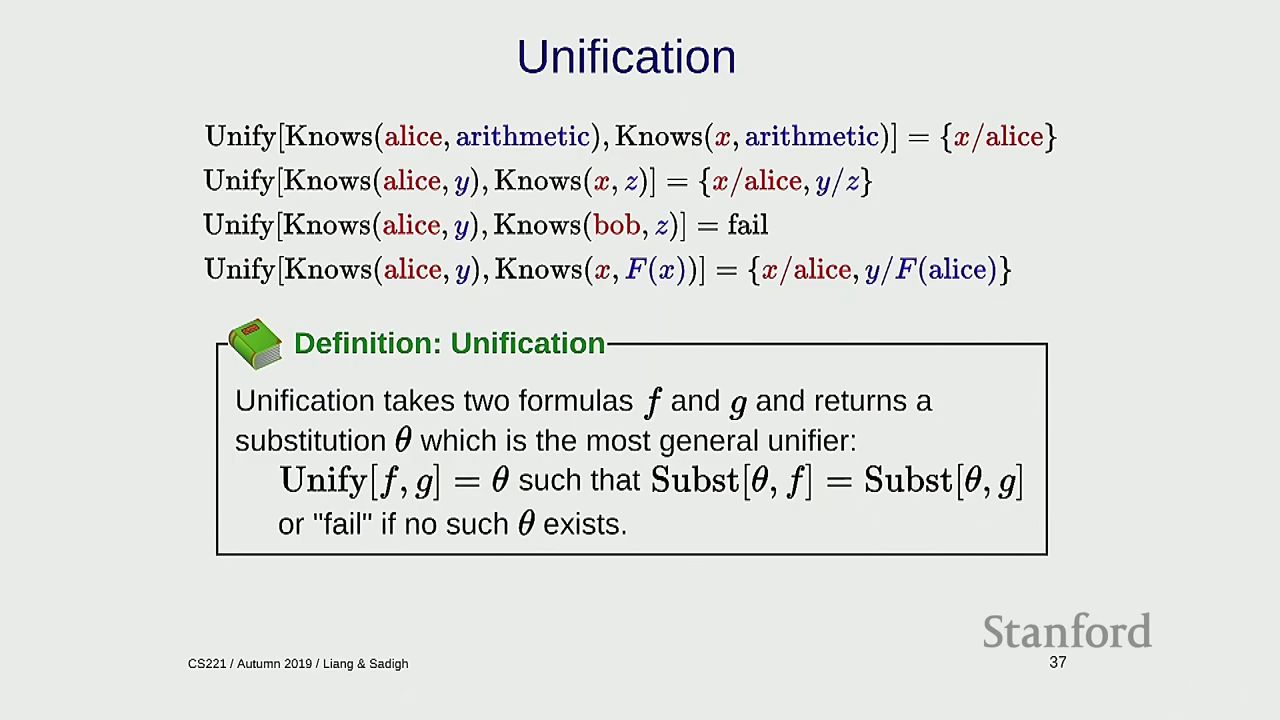 Unification
Unify[Knows(alice, arithmetic), Knows(x, arithmetic)] = {x/alice}
Unify[Knows(alice, y), Knows(x, z)] = {x/alice, y/z}
Unify[Knows(alice, y), Knows(bob, z)] = fail
Unify[Knows(alice, y), Knows(x, F(x))] = {x/alice, y/F(alice)}
Definition: Unification
Unification takes two formulas f and g and returns a
substitution θ which is the most general unifier:
Unify[f, g] = θ such that Subst[θ, f] = Subst[θ, g]
or "fail" if no such θ exists.
Stanford
CS221 / Autumn 2019 / Liang & Sadigh
37